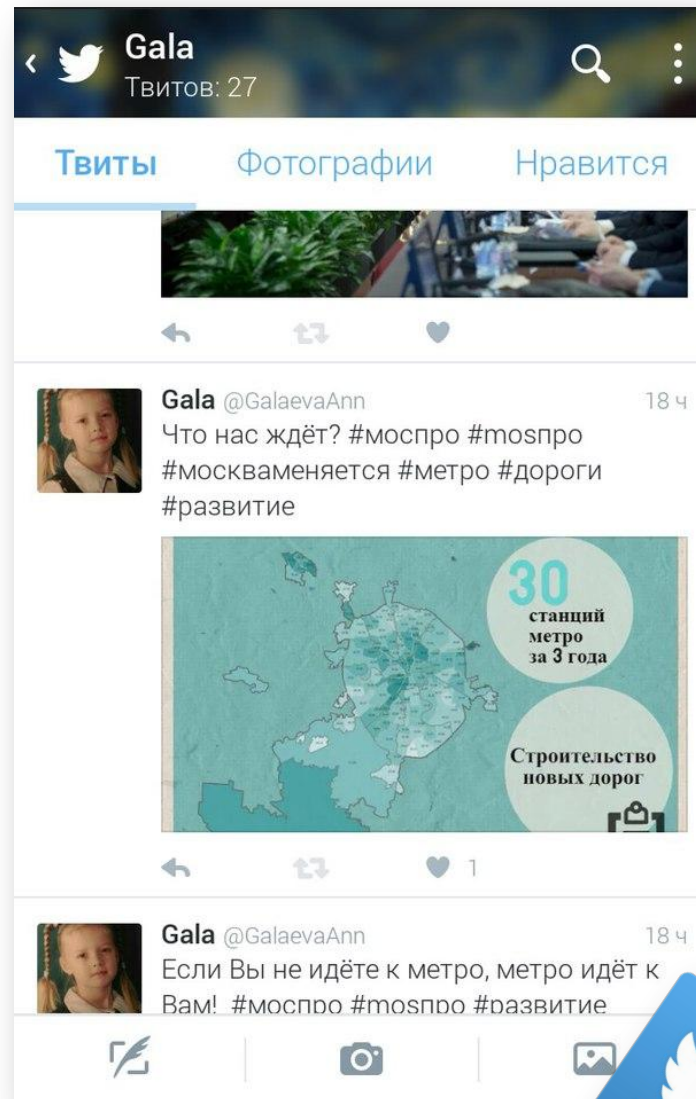 Gala
Твитов: 27
Твиты Фотографии Нравится
Gala @GalaevaAnn 18 ч
Что нас ждёт? #моспро #mosпро
#москваменяется #метро #дороги
#развитие
30
станций
метро
за 3 года
Строительство
новых дорог
1
Gala @GalaevaAnn 18 ч
Если Вы не идёте к метро, метро идёт к
Вам! #моспро #mosпро #развитие